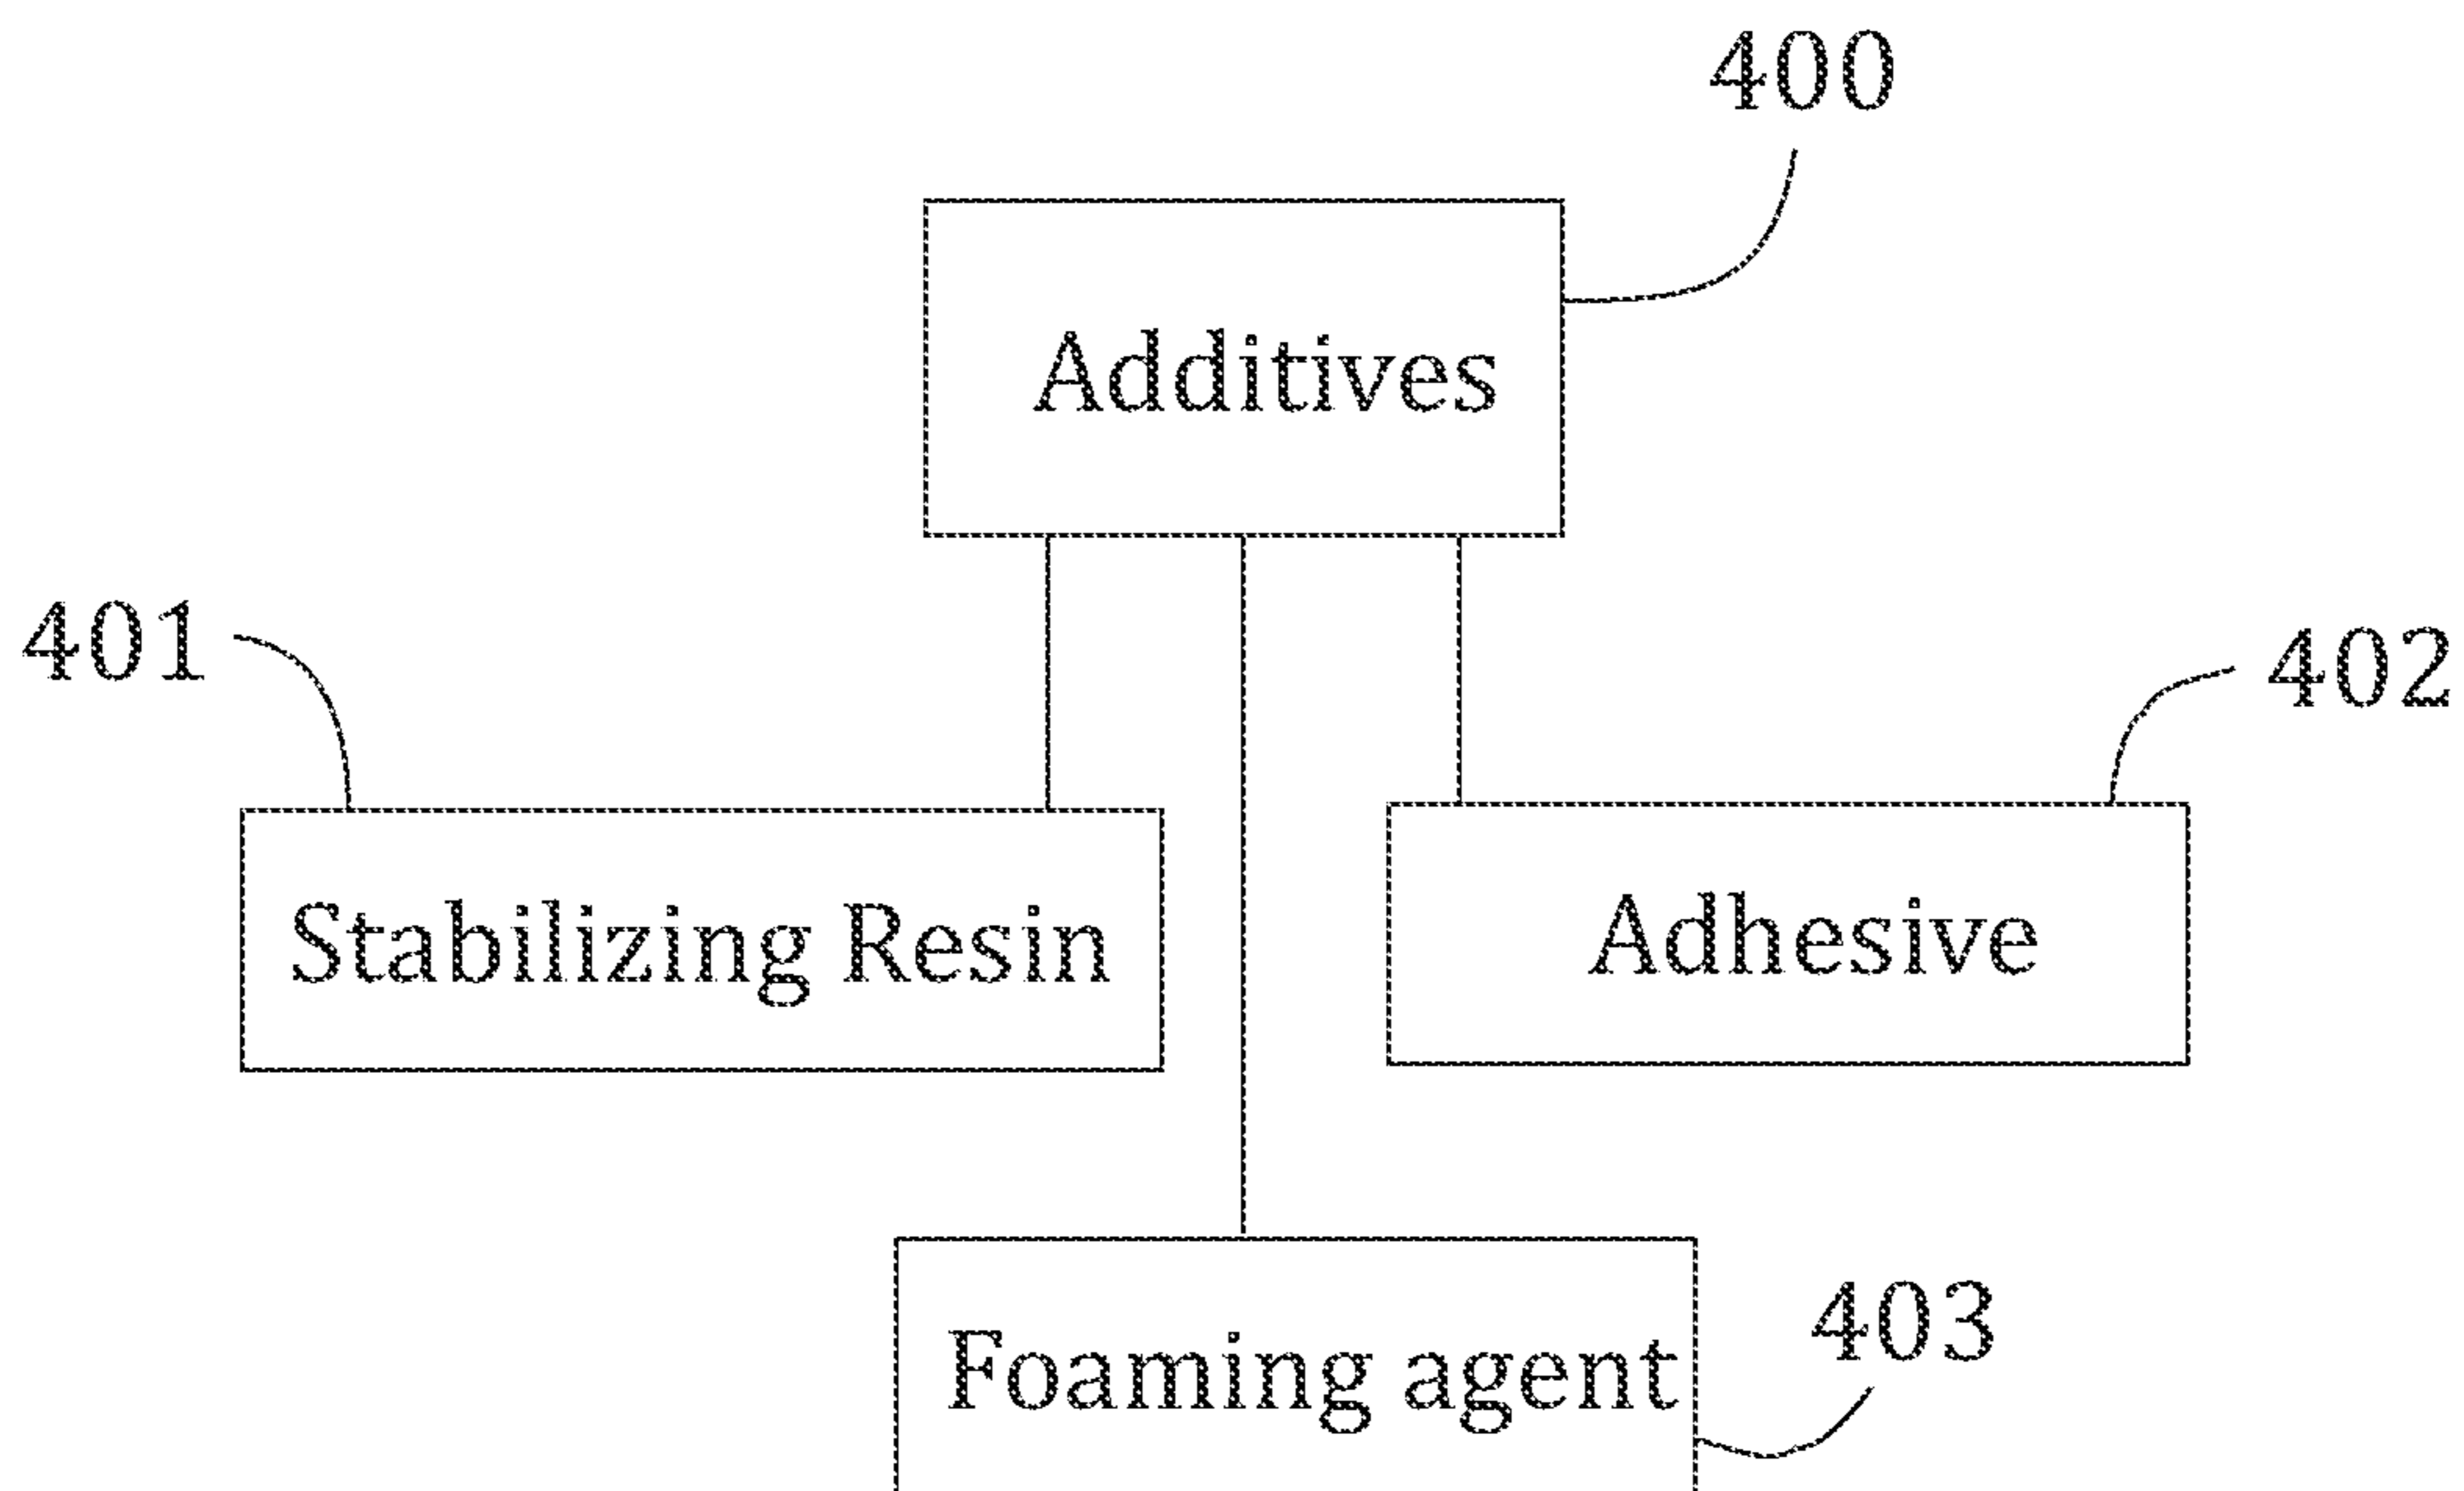 400
Additives
401
402
Stabilizing Resin
Adhesive
403
Foaming agent